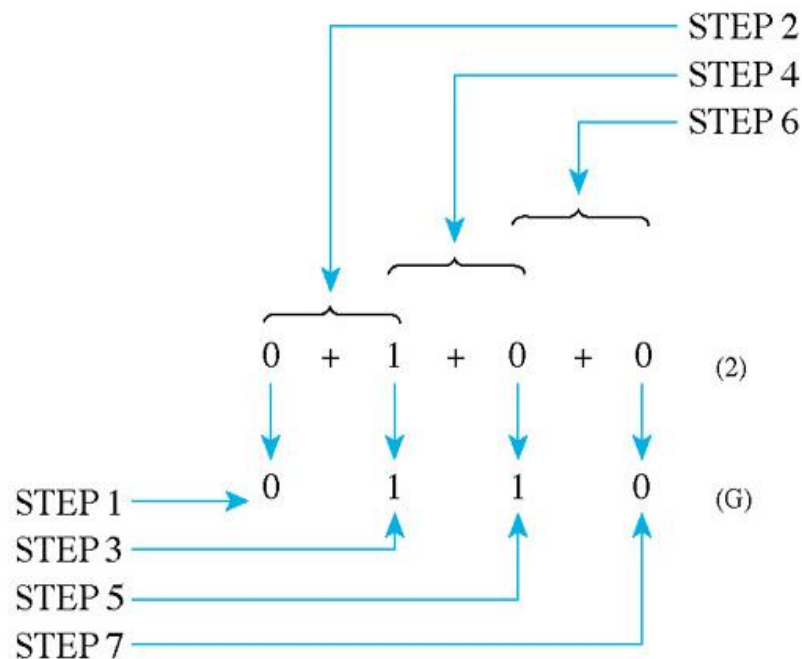 STEP 2
STEP 4
STEP 6
0 + 1 + 0 + 0 (2)
STEP 1 0 1 1 0 (G)
STEP 3
STEP 5
STEP 7